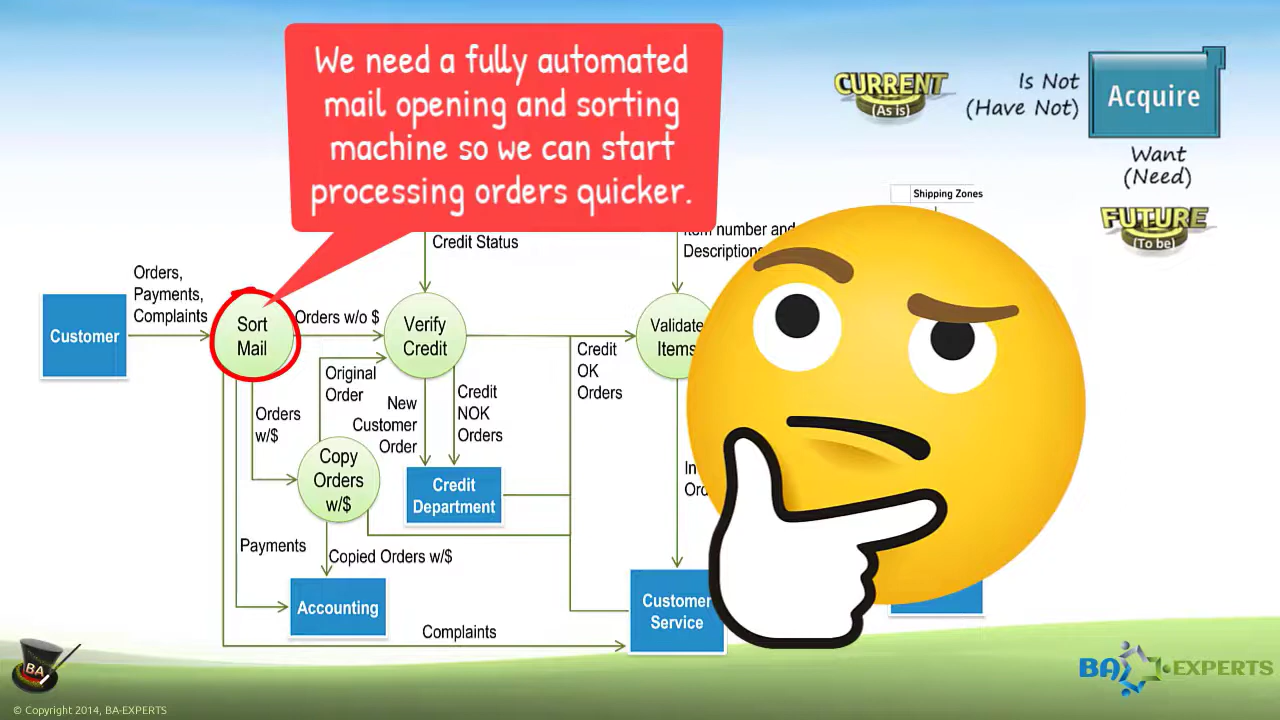 We need a fully automated
mail opening and sorting
machine so we can start
processing orders quicker.
CURRENT
(As is)
Is Not
(Have Not)
Acquire
Want
(Need)
FUTURE
(To be)
Shipping Zones
Credit Status
Item number and
Descriptions
Orders,
Payments,
Complaints
Customer
Sort
Mail
Orders w/o $
Verify
Credit
Validate
Items
Credit
OK
Orders
Original
Order
New
Customer
Order
Credit
NOK
Orders
Orders
w/$
Copy
Orders
w/$
Credit
Department
Payments
Copied Orders w/$
Accounting
Customer
Service
Complaints
BA
BA EXPERTS
© Copyright 2014, BA-EXPERTS